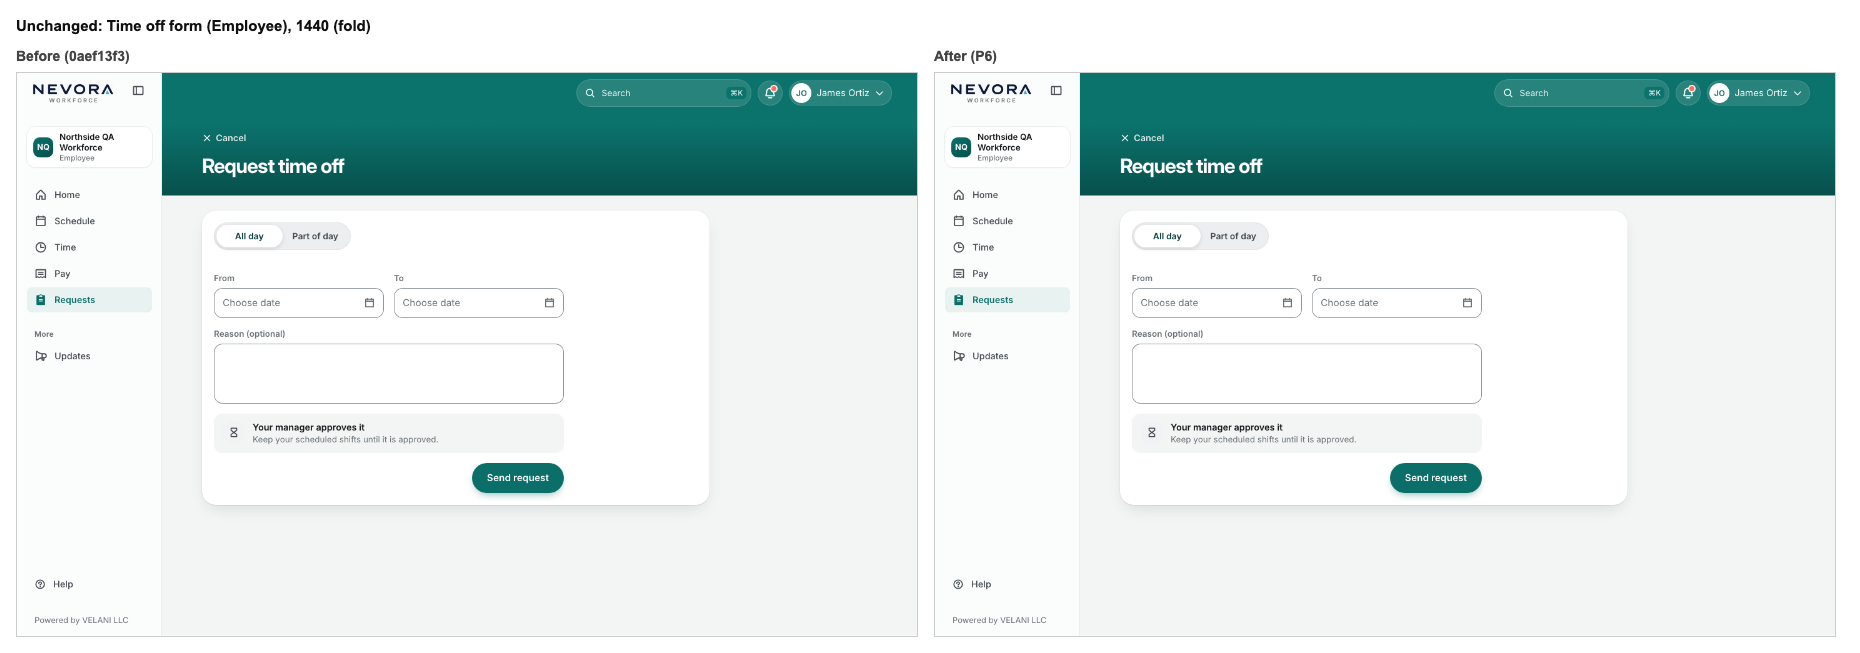 Unchanged: Time off form (Employee), 1440 (fold)
Before (0aef13f3)
NEVORA
WORKFORCE
Search
⌘K
JO
James Ortiz
NQ
Northside QA
Workforce
Employee
Cancel
Request time off
Home
Schedule
Time
Pay
Requests
More
Updates
All day
Part of day
From
To
Choose date
Choose date
Reason (optional)
Your manager approves it
Keep your scheduled shifts until it is approved.
Send request
Help
Powered by VELANI LLC
After (P6)
NEVORA
WORKFORCE
Search
⌘K
JO
James Ortiz
NQ
Northside QA
Workforce
Employee
Cancel
Request time off
Home
Schedule
Time
Pay
Requests
More
Updates
All day
Part of day
From
To
Choose date
Choose date
Reason (optional)
Your manager approves it
Keep your scheduled shifts until it is approved.
Send request
Help
Powered by VELANI LLC